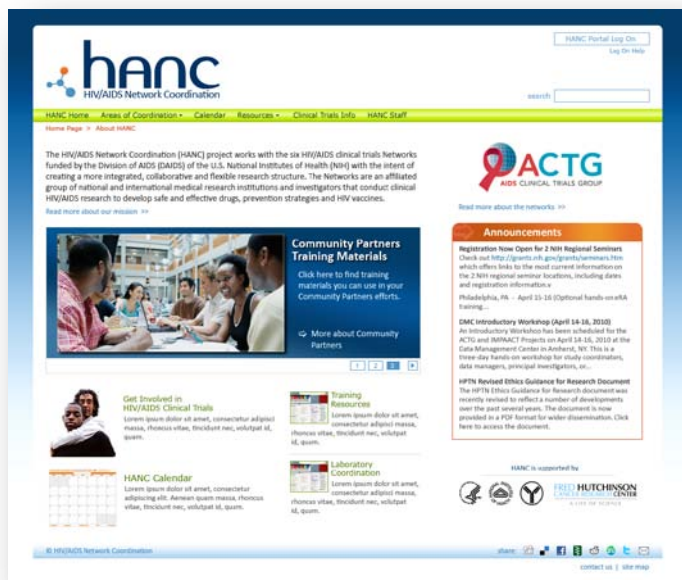 HANC Portal Log On
Log On Help
hanc
HIV/AIDS Network Coordination
search
HANC Home Areas of Coordination Calendar Resources Clinical Trials Info HANC Staff
Home Page > About HANC
The HIV/AIDS Network Coordination (HANC) project works with the six HIV/AIDS clinical trials Networks
funded by the Division of AIDS (DAIDS) of the U.S. National Institutes of Health (NIH) with the intent of
creating a more integrated, collaborative and flexible research structure. The Networks are an affiliated
group of national and international medical research institutions and investigators that conduct clinical
HIV/AIDS research to develop safe and effective drugs, prevention strategies and HIV vaccines.
Read more about our mission >>
ACTG
AIDS CLINICAL TRIALS GROUP
Read more about the networks >>
Community Partners
Training Materials
Click here to find training
materials you can use in your
Community Partners efforts.
More about Community
Partners
1 2 3
Get Involved in
HIV/AIDS Clinical Trials
Lorem ipsum dolor sit amet,
consectetur adipisci
massa, rhoncus vitae, tincidunt nec, volutpat
id, quam.
Training
Resources
Lorem ipsum dolor sit amet,
consectetur adipisci massa,
rhoncus vitae, tincidunt nec, volutpat
id, quam.
HANC Calendar
Lorem ipsum dolor sit amet, consectetur
adipiscing elit. Aenean quam massa, rhoncus
vitae, tincidunt nec, volutpat id, quam.
Laboratory
Coordination
Lorem ipsum dolor sit amet,
consectetur adipisci massa,
rhoncus vitae, tincidunt nec, volutpat
id, quam.
Announcements
Registration Now Open for 2 NIH Regional Seminars
Check out http://grants.nih.gov/grants/seminars.htm
which offers links to the most current information on
the 2 NIH regional seminar locations, including dates
and registration information.
Philadelphia, PA - April 15-16 (Optional hands-on eRA
training...
DMC Introductory Workshop (April 14-16, 2010)
An Introductory Workshop has been scheduled for the
ACTG and IMPAACT Projects on April 14-16, 2010 at the
Data Management Center in Amherst, NY. This is a
three-day hands-on workshop for study coordinators,
data managers, principal investigators, or...
HPTN Revised Ethics Guidance for Research Document
The HPTN Ethics Guidance for Research document was
recently revised to reflect a number of developments
over the past several years. The document is now
provided in a PDF format for wider dissemination. Click
here to access the document.
HANC is supported by
FRED HUTCHINSON
CANCER RESEARCH CENTER
A LIFE OF SCIENCE
© HIV/AIDS Network Coordination
share
contact us | site map